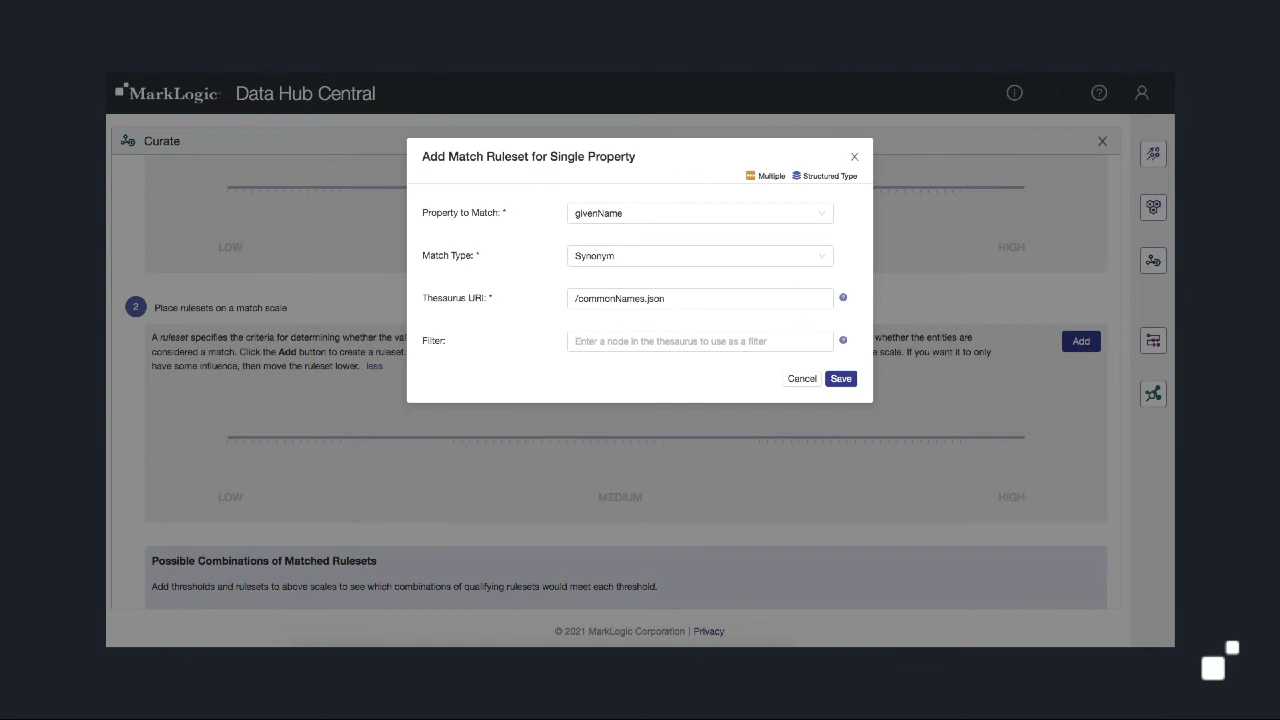 MarkLogic Data Hub Central
Curate
Add Match Ruleset for Single Property
Multiple Structured Type
Property to Match: * givenName
Match Type: * Synonym
Thesaurus URI: * /commonNames.json
Filter: Enter a node in the thesaurus to use as a filter
Cancel Save
LOW HIGH
2 Place rulesets on a match scale
A ruleset specifies the criteria for determining whether the val whether the entities are
considered a match. Click the Add button to create a ruleset. e scale. If you want it to only
have some influence, then move the ruleset lower. less
Add
LOW MEDIUM HIGH
Possible Combinations of Matched Rulesets
Add thresholds and rulesets to above scales to see which combinations of qualifying rulesets would meet each threshold.
© 2021 MarkLogic Corporation | Privacy